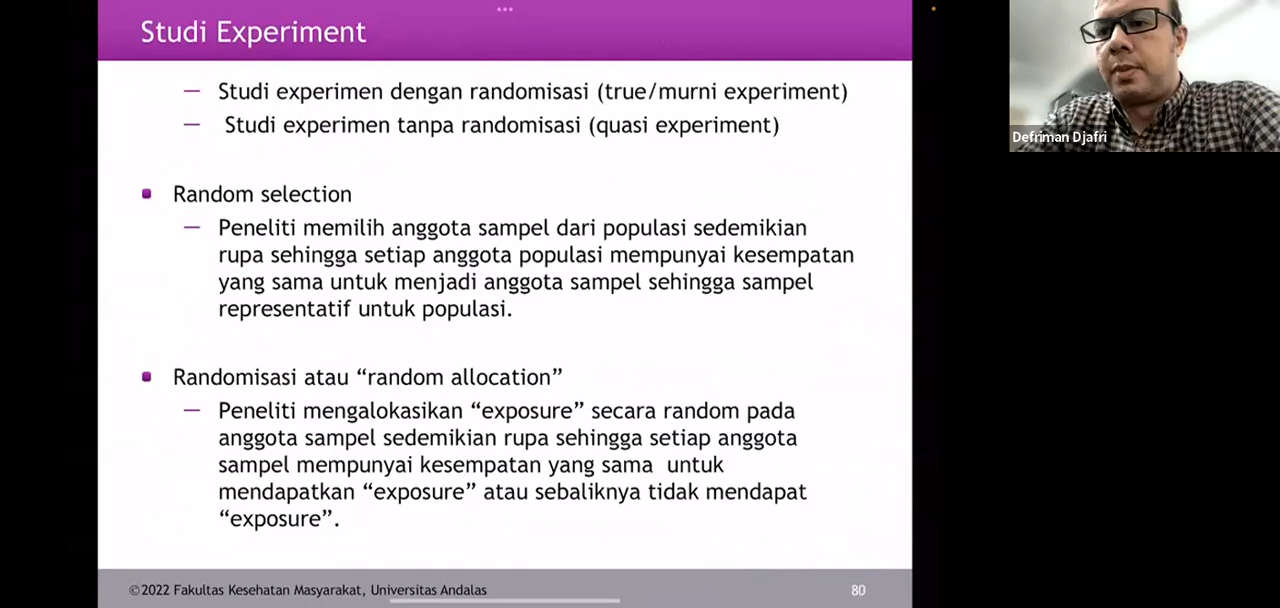 Studi Experiment
— Studi experimen dengan randomisasi (true/murni experiment)
— Studi experimen tanpa randomisasi (quasi experiment)
Random selection
— Peneliti memilih anggota sampel dari populasi sedemikian
rupa sehingga setiap anggota populasi mempunyai kesempatan
yang sama untuk menjadi anggota sampel sehingga sampel
representatif untuk populasi.
Randomisasi atau “random allocation”
— Peneliti mengalokasikan “exposure” secara random pada
anggota sampel sedemikian rupa sehingga setiap anggota
sampel mempunyai kesempatan yang sama untuk
mendapatkan “exposure” atau sebaliknya tidak mendapat
“exposure”.
©2022 Fakultas Kesehatan Masyarakat, Universitas Andalas
80
Defriman Djafri